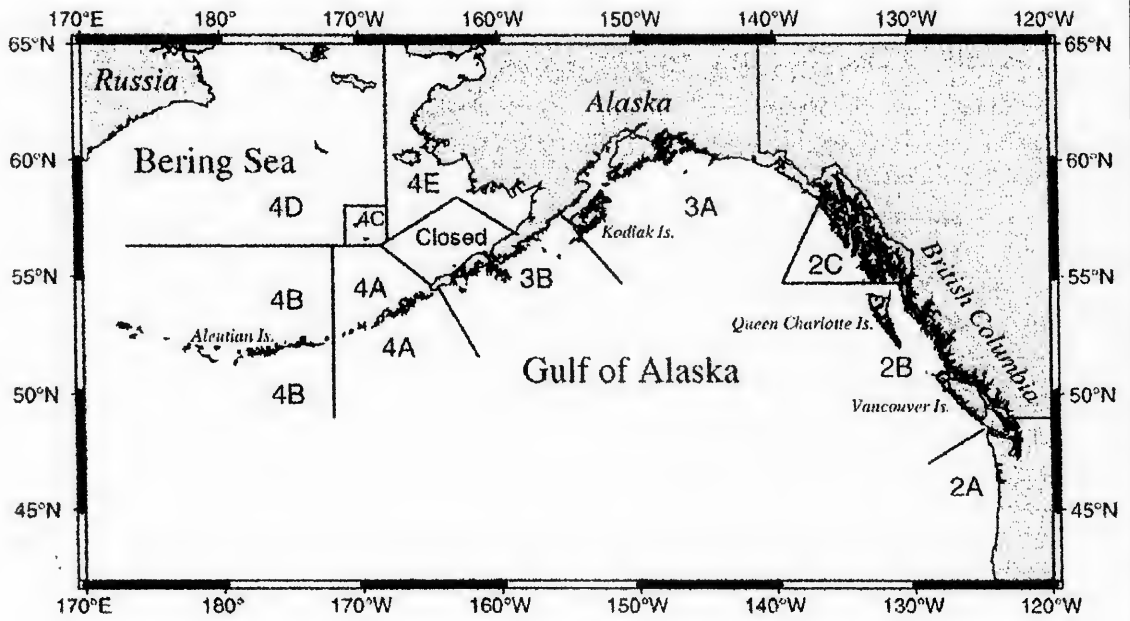 170°E 180° 170°W 160°W 150°W 140°W 130°W 120°W
65°N 65°N
Russia
Alaska
60°N 60°N
Bering Sea
4E
4D 4C 3A
Closed Kodiak Is.
55°N 4B 4A 3B 2C 55°N
British Columbia
Aleutian Is. 4A Queen Charlotte Is.
Gulf of Alaska 2B
50°N 4B 50°N
Vancouver Is.
2A
45°N 45°N
170°E 180° 170°W 160°W 150°W 140°W 130°W 120°W